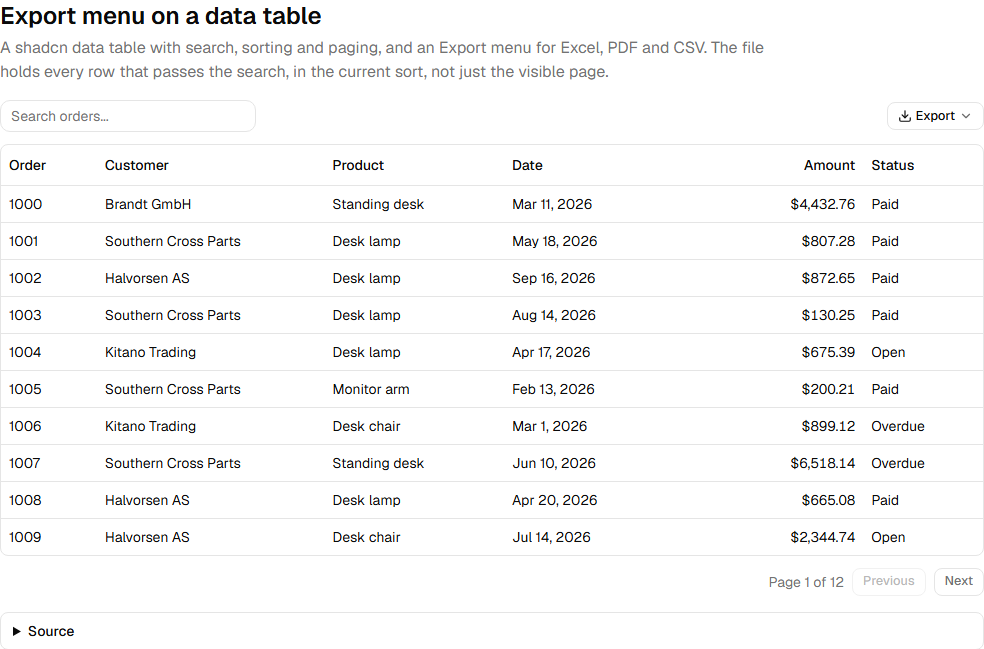 Export menu on a data table
A shadcn data table with search, sorting and paging, and an Export menu for Excel, PDF and CSV. The file
holds every row that passes the search, in the current sort, not just the visible page.
Search orders...
Export
Order Customer Product Date Amount Status
1000 Brandt GmbH Standing desk Mar 11, 2026 $4,432.76 Paid
1001 Southern Cross Parts Desk lamp May 18, 2026 $807.28 Paid
1002 Halvorsen AS Desk lamp Sep 16, 2026 $872.65 Paid
1003 Southern Cross Parts Desk lamp Aug 14, 2026 $130.25 Paid
1004 Kitano Trading Desk lamp Apr 17, 2026 $675.39 Open
1005 Southern Cross Parts Monitor arm Feb 13, 2026 $200.21 Paid
1006 Kitano Trading Desk chair Mar 1, 2026 $899.12 Overdue
1007 Southern Cross Parts Standing desk Jun 10, 2026 $6,518.14 Overdue
1008 Halvorsen AS Desk lamp Apr 20, 2026 $665.08 Paid
1009 Halvorsen AS Desk chair Jul 14, 2026 $2,344.74 Open
Page 1 of 12 Previous Next
Source